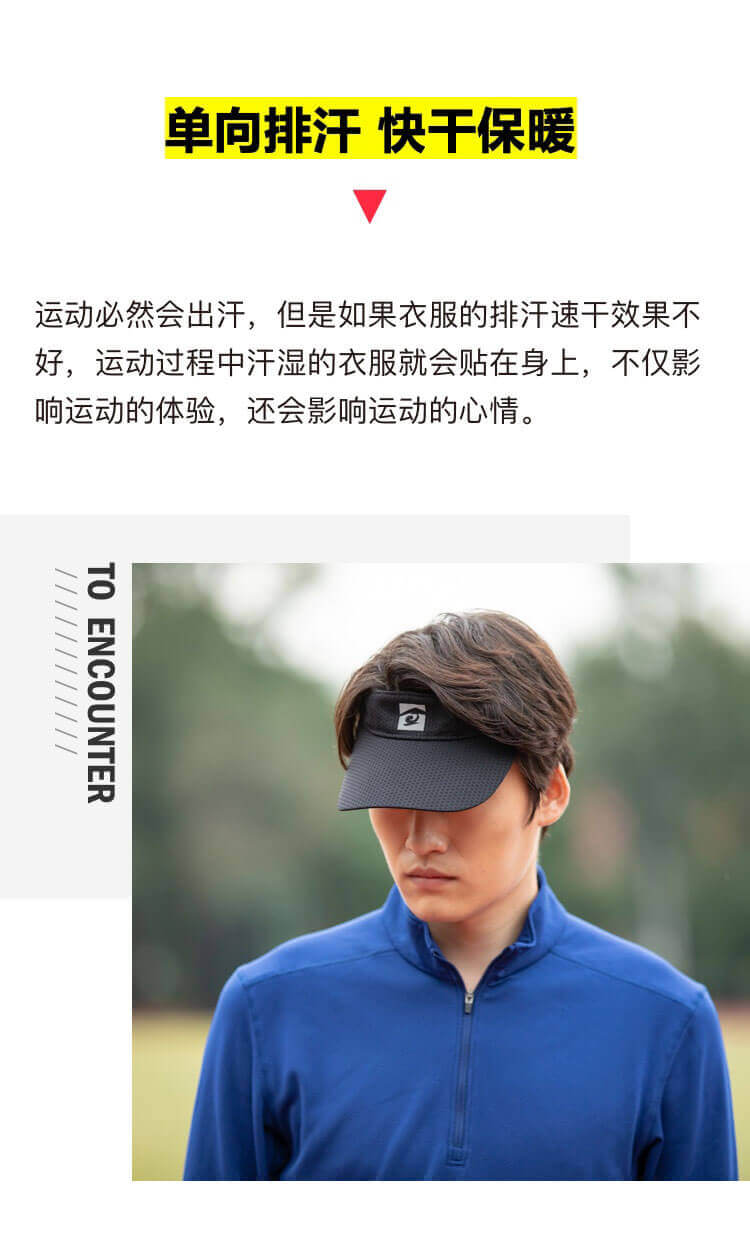 单向排汗 快干保暖
运动必然会出汗，但是如果衣服的排汗速干效果不
好，运动过程中汗湿的衣服就会贴在身上，不仅影
响运动的体验，还会影响运动的心情。
TO ENCOUNTER